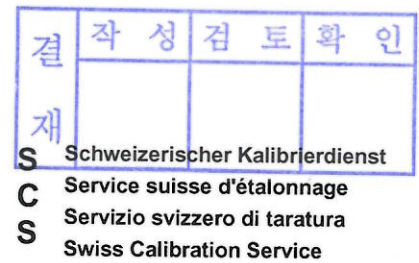 결재 작성 검토 확인
S Schweizerischer Kalibrierdienst
C Service suisse d'étalonnage
S Servizio svizzero di taratura
Swiss Calibration Service